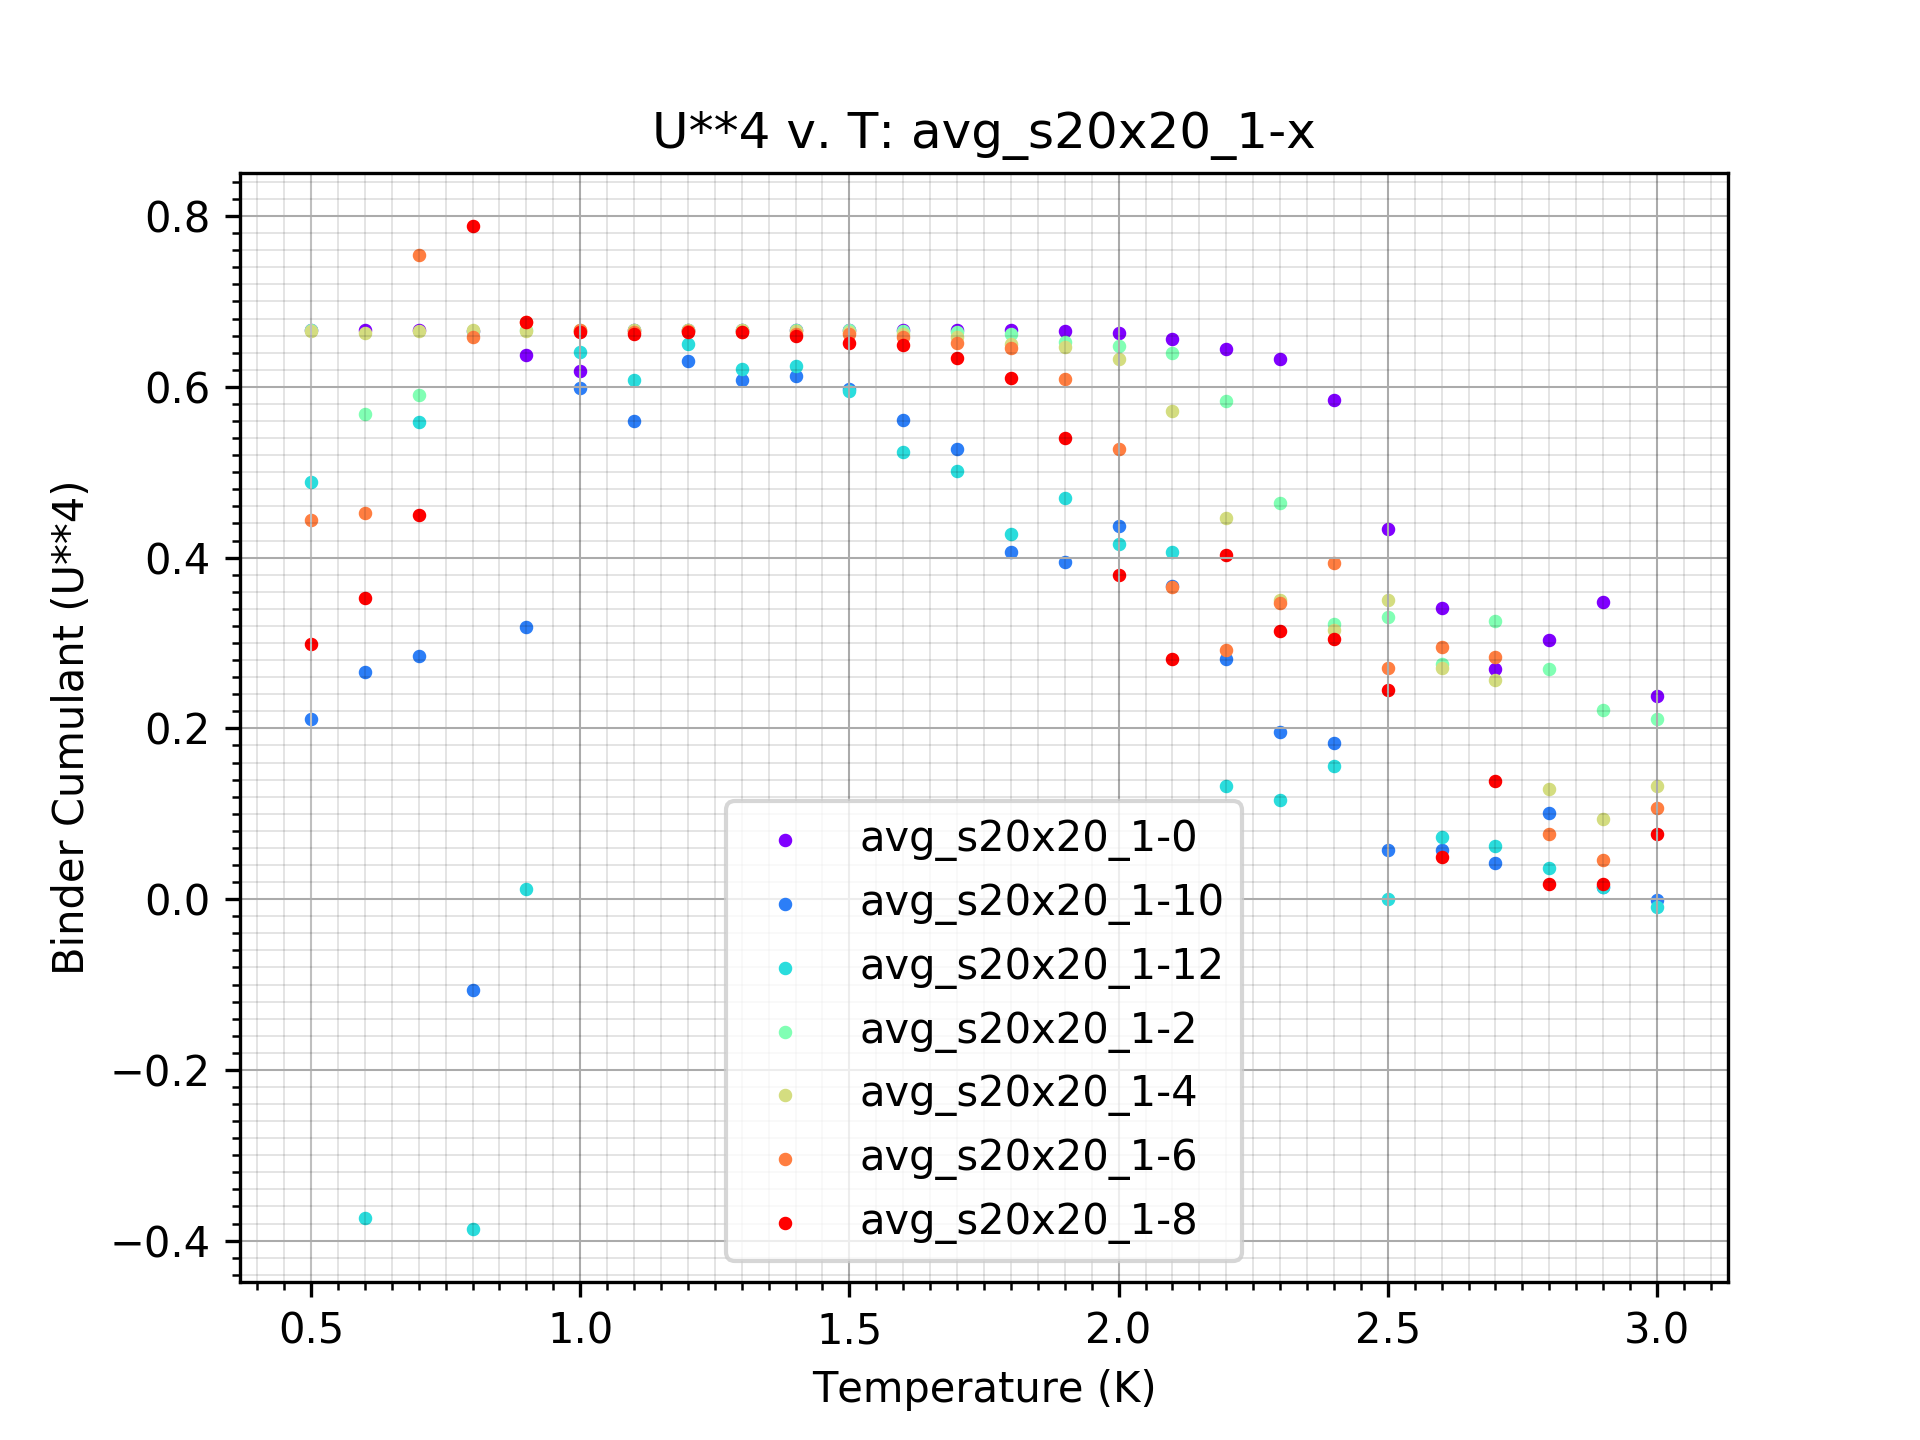 U**4 v. T: avg_s20x20_1-x
Binder Cumulant (U**4)
0.8
0.6
0.4
0.2
0.0
−0.2
−0.4
avg_s20x20_1-0
avg_s20x20_1-10
avg_s20x20_1-12
avg_s20x20_1-2
avg_s20x20_1-4
avg_s20x20_1-6
avg_s20x20_1-8
0.5 1.0 1.5 2.0 2.5 3.0
Temperature (K)